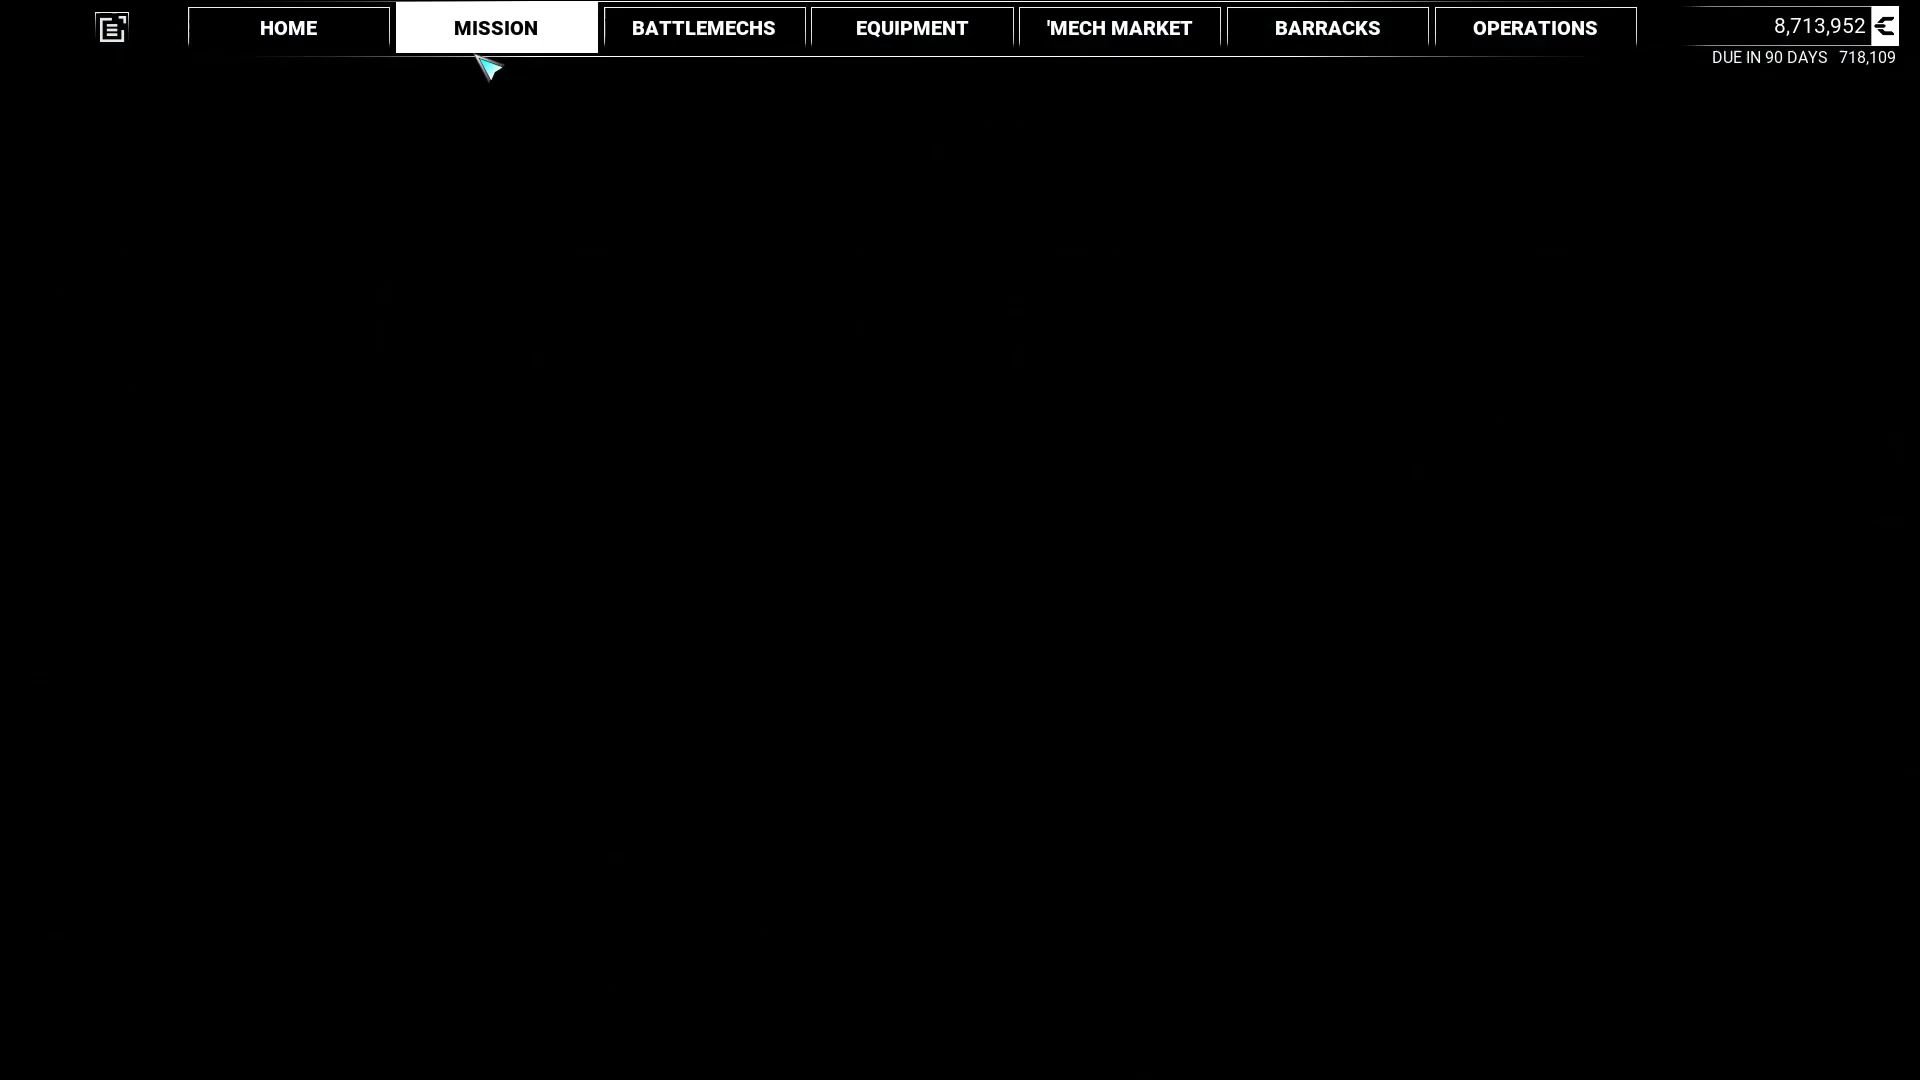 HOME
MISSION
BATTLEMECHS
EQUIPMENT
'MECH MARKET
BARRACKS
OPERATIONS
8,713,952
DUE IN 90 DAYS 718,109